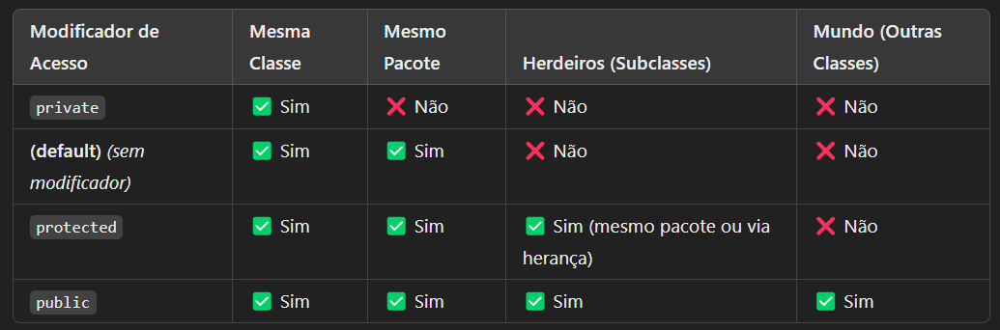 Modificador de Acesso | Mesma Classe | Mesmo Pacote | Herdeiros (Subclasses) | Mundo (Outras Classes)
private | ✅ Sim | ❌ Não | ❌ Não | ❌ Não
(default) (sem modificador) | ✅ Sim | ✅ Sim | ❌ Não | ❌ Não
protected | ✅ Sim | ✅ Sim | ✅ Sim (mesmo pacote ou via herança) | ❌ Não
public | ✅ Sim | ✅ Sim | ✅ Sim | ✅ Sim